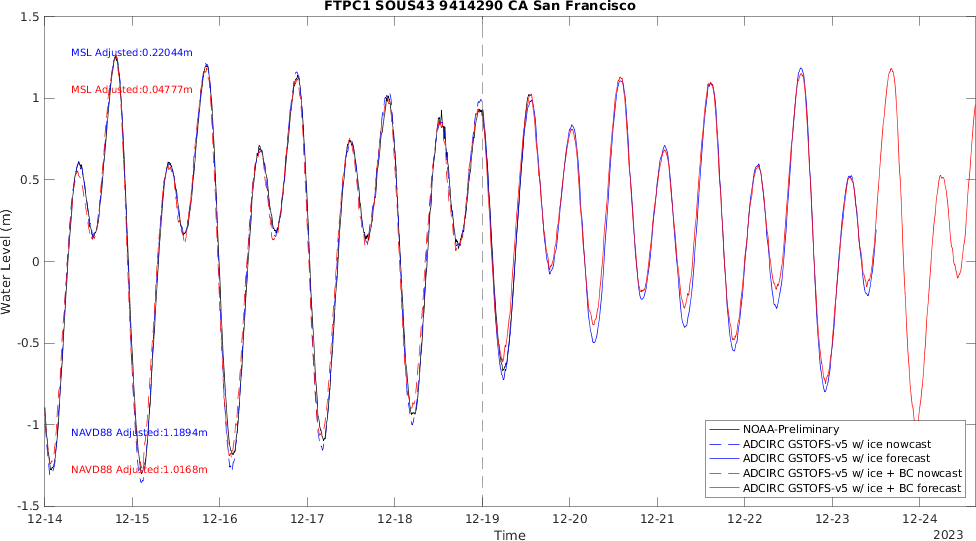 FTPC1 SOUS43 9414290 CA San Francisco
1.5
1
0.5
0
-0.5
-1
-1.5
Water Level (m)
MSL Adjusted:0.22044m
MSL Adjusted:0.04777m
NAVD88 Adjusted:1.1894m
NAVD88 Adjusted:1.0168m
NOAA-Preliminary
ADCIRC GSTOFS-v5 w/ ice nowcast
ADCIRC GSTOFS-v5 w/ ice forecast
ADCIRC GSTOFS-v5 w/ ice + BC nowcast
ADCIRC GSTOFS-v5 w/ ice + BC forecast
12-14 12-15 12-16 12-17 12-18 12-19 12-20 12-21 12-22 12-23 12-24
Time
2023